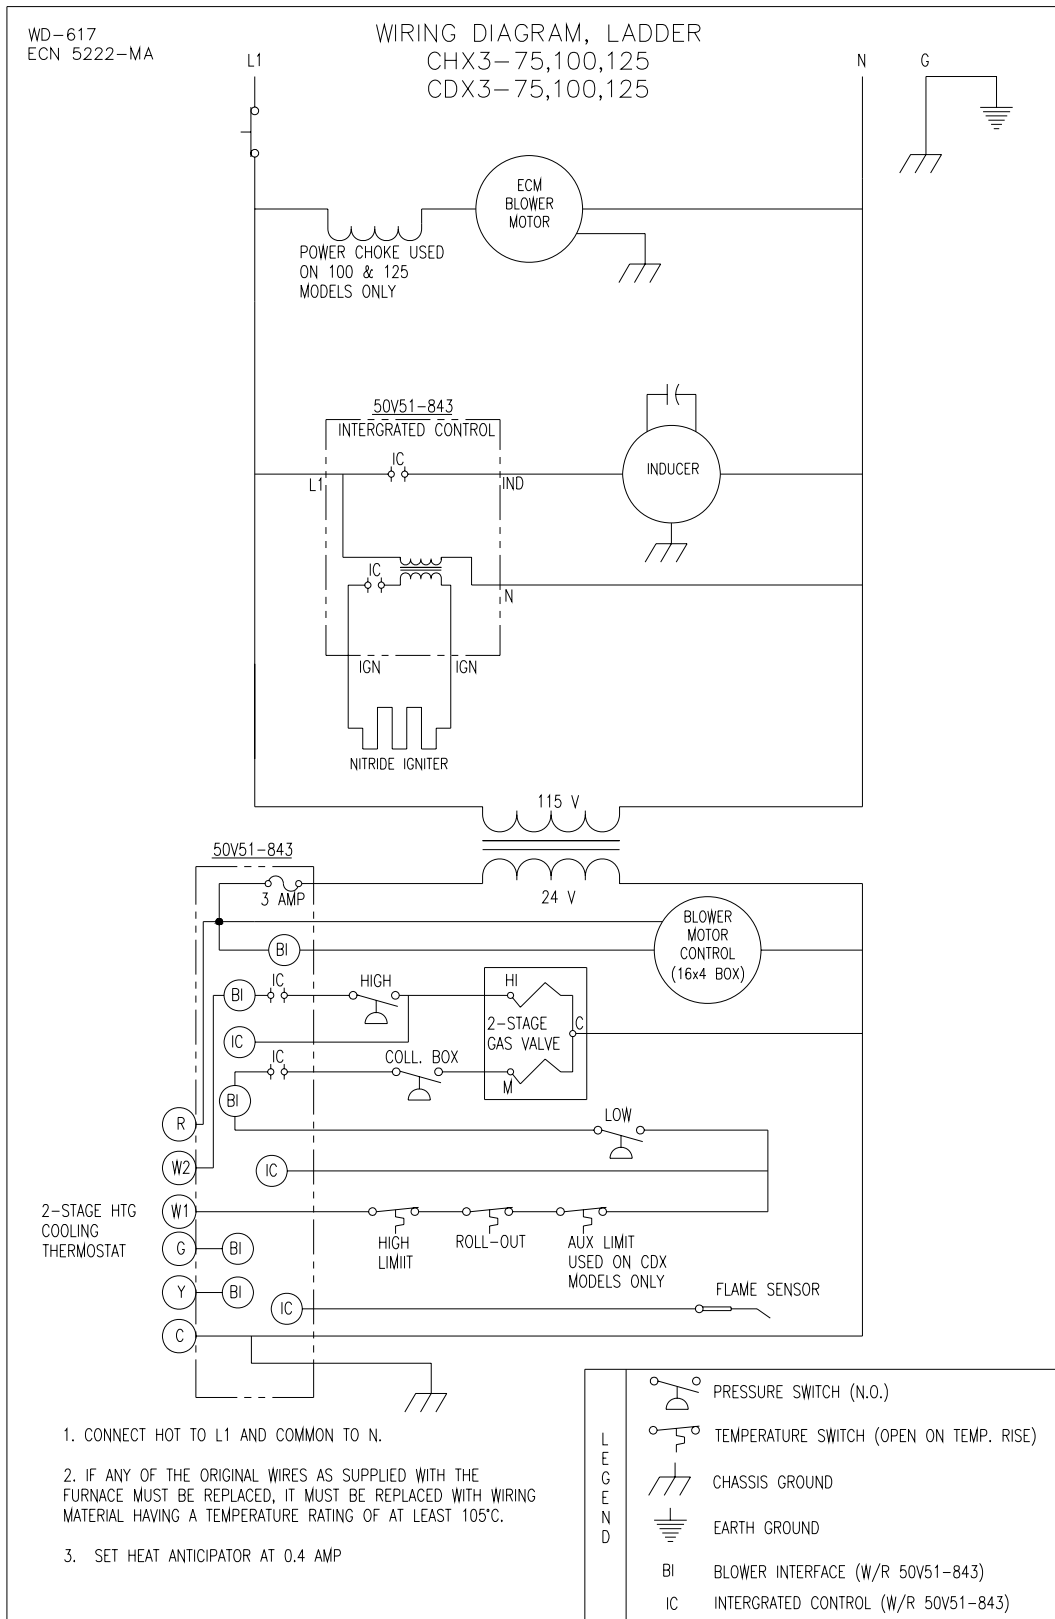 WD-617
ECN 5222-MA
WIRING DIAGRAM, LADDER
CHX3-75,100,125
CDX3-75,100,125
L1
N
G
ECM
BLOWER
MOTOR
POWER CHOKE USED
ON 100 & 125
MODELS ONLY
50V51-843
INTERGRATED CONTROL
IC
L1
IND
INDUCER
IC
N
IGN
IGN
NITRIDE IGNITER
115 V
50V51-843
3 AMP
24 V
BLOWER
MOTOR
CONTROL
(16x4 BOX)
BI
BI
IC
HIGH
HI
2-STAGE
GAS VALVE
C
IC
IC
COLL. BOX
M
BI
LOW
R
W2
IC
2-STAGE HTG
COOLING
THERMOSTAT
W1
HIGH
LIMIIT
ROLL-OUT
AUX LIMIT
USED ON CDX
MODELS ONLY
G
BI
Y
BI
IC
FLAME SENSOR
C
1. CONNECT HOT TO L1 AND COMMON TO N.
2. IF ANY OF THE ORIGINAL WIRES AS SUPPLIED WITH THE
FURNACE MUST BE REPLACED, IT MUST BE REPLACED WITH WIRING
MATERIAL HAVING A TEMPERATURE RATING OF AT LEAST 105°C.
3. SET HEAT ANTICIPATOR AT 0.4 AMP
LEGEND
PRESSURE SWITCH (N.O.)
TEMPERATURE SWITCH (OPEN ON TEMP. RISE)
CHASSIS GROUND
EARTH GROUND
BI BLOWER INTERFACE (W/R 50V51-843)
IC INTERGRATED CONTROL (W/R 50V51-843)